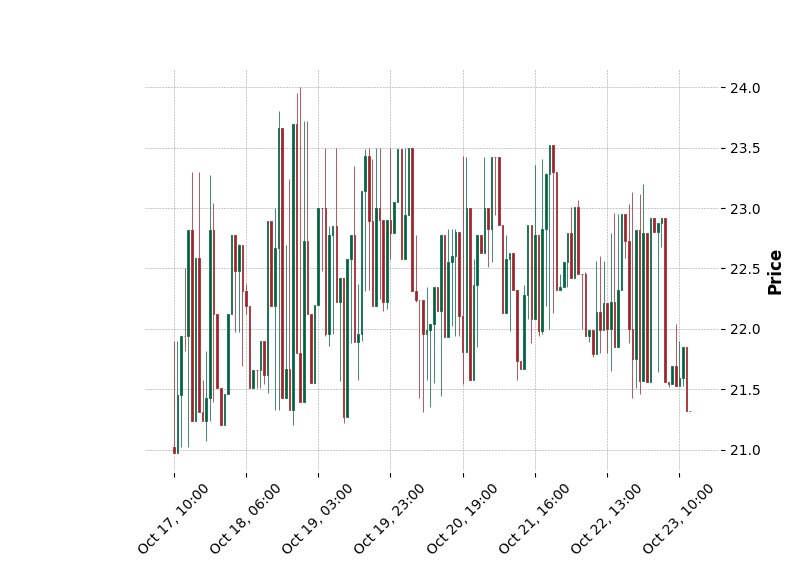 24.0
23.5
23.0
22.5
22.0
21.5
21.0
Price
Oct 17, 10:00
Oct 18, 06:00
Oct 19, 03:00
Oct 19, 23:00
Oct 20, 19:00
Oct 21, 16:00
Oct 22, 13:00
Oct 23, 10:00